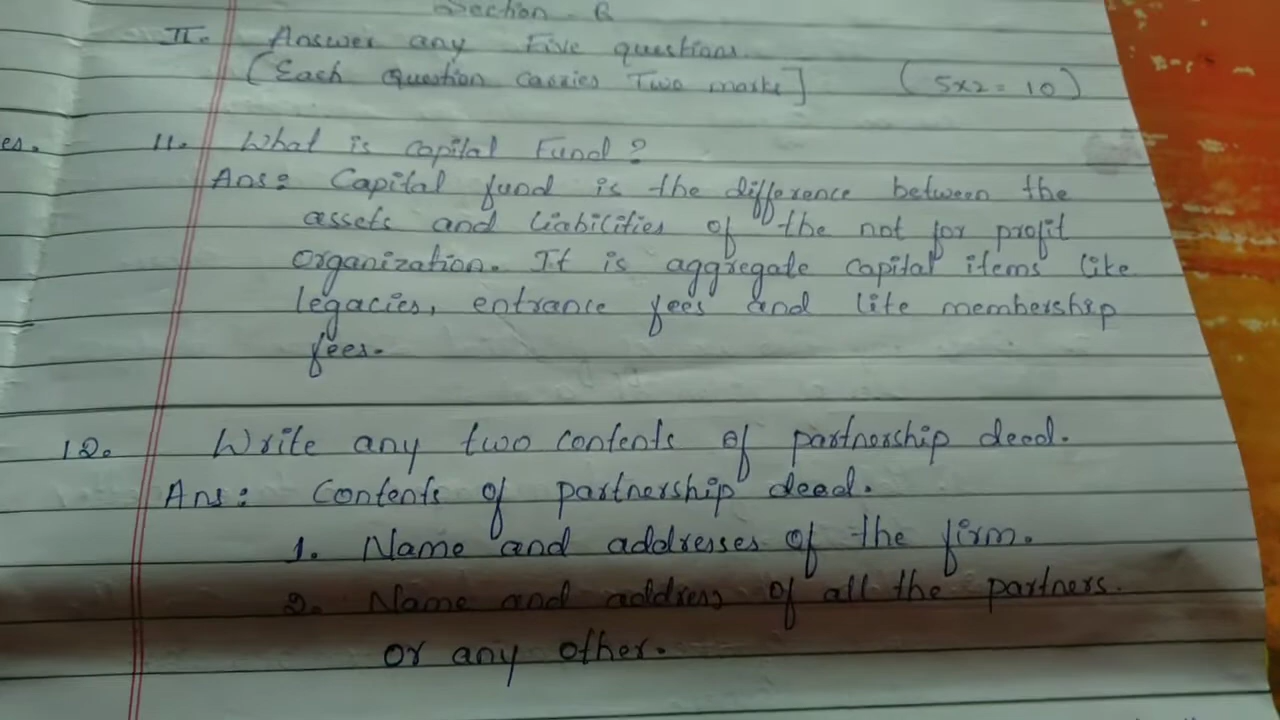 Section - B
II. Answer any Five questions.
(Each Question Carries Two marks] (5x2=10)
es.
11. What is capital Fund?
Ans: Capital fund is the difference between the
assets and liabilities of the not for profit
organization. It is aggregate capital items like
legacies, entrance fees and life membership
fees.
12. Write any two contents of partnership deed.
Ans: Contents of partnership deed.
1. Name and addresses of the firm.
2. Name and address of all the partners.
or any other.